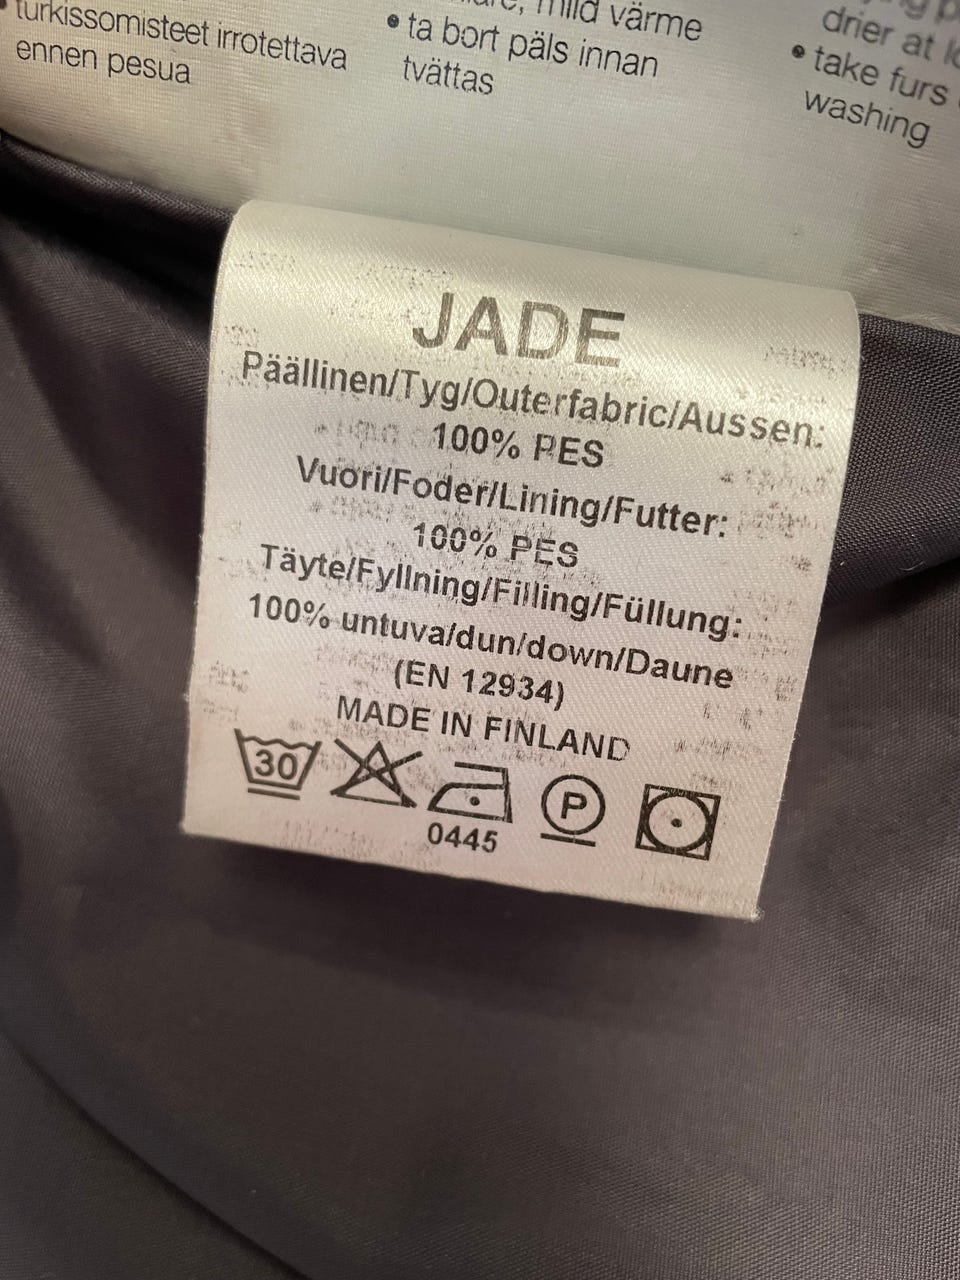 turkissomisteet irrotettava
ennen pesua
mild värme
• ta bort päls innan
tvättas
drier at
• take furs
washing
JADE
Päällinen/Tyg/Outerfabric/Aussen:
100% PES
Vuori/Foder/Lining/Futter:
100% PES
Täyte/Fyllning/Filling/Füllung:
100% untuva/dun/down/Daune
(EN 12934)
MADE IN FINLAND
30
P
0445